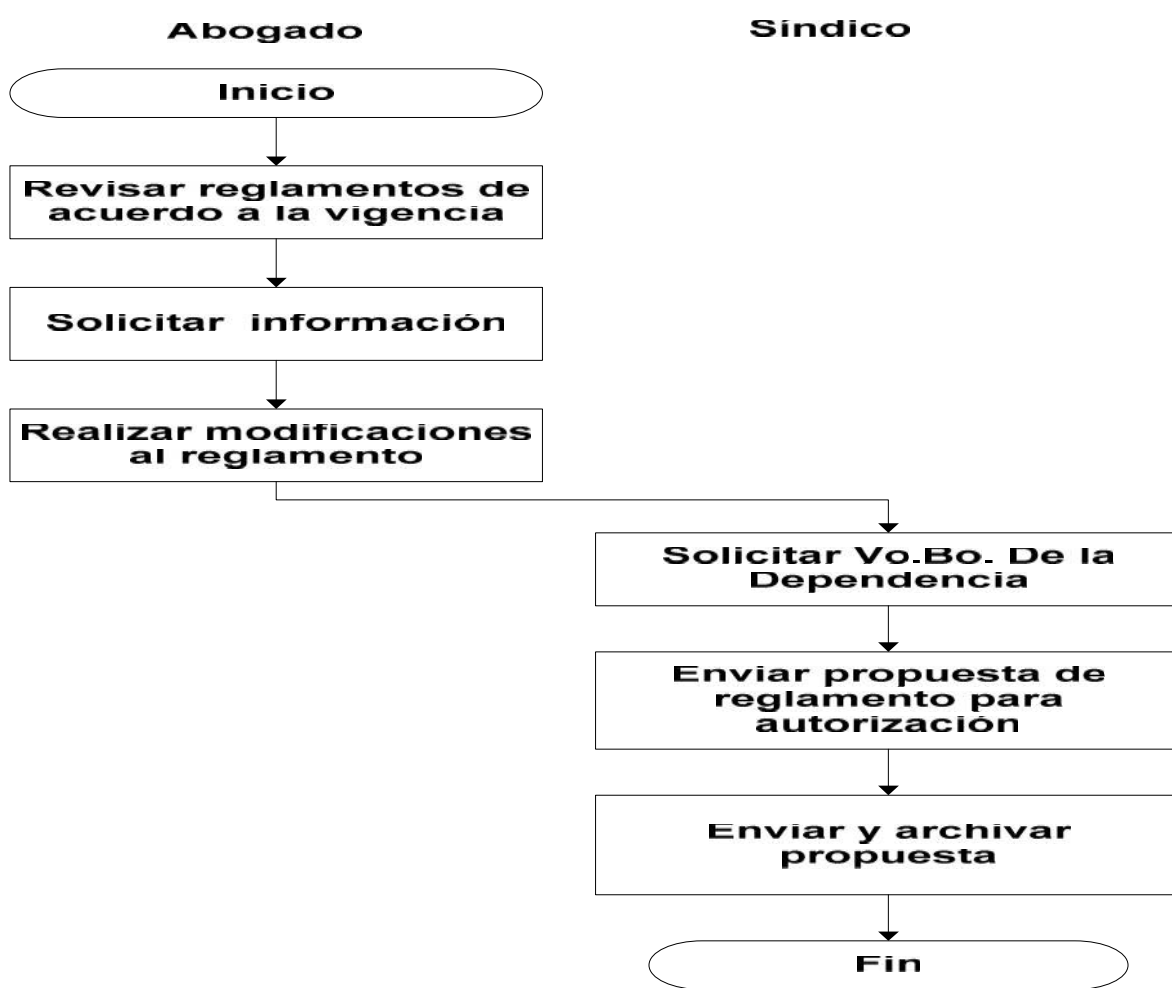 Abogado
Síndico
Inicio
Revisar reglamentos de
acuerdo a la vigencia
Solicitar información
Realizar modificaciones
al reglamento
Solicitar Vo.Bo. De la
Dependencia
Enviar propuesta de
reglamento para
autorización
Enviar y archivar
propuesta
Fin